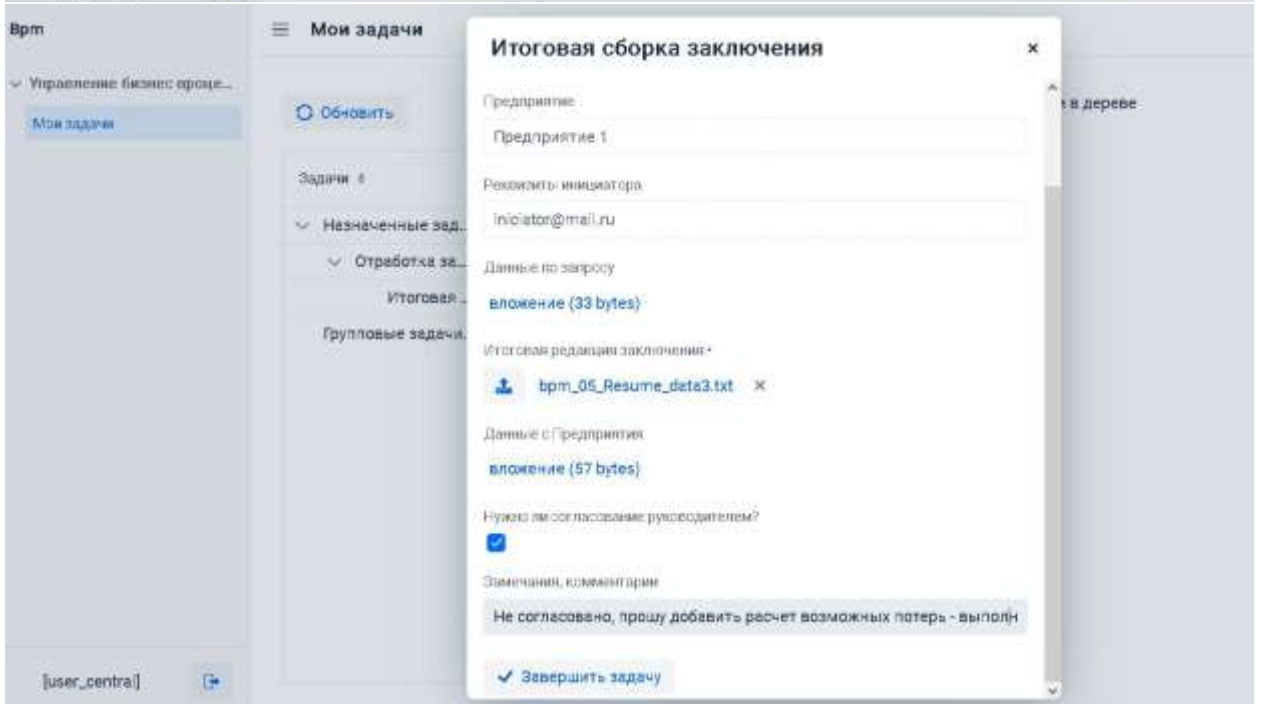 Bpm
Мои задачи
Управление бизнес проце...
Мои задачи
Обновить
Задачи
Назначенные зад...
Отработка за...
Итоговая ...
Групповые задачи.
в дереве
Итоговая сборка заключения
Предприятие
Предприятие 1
Реквизиты инициатора
iniciator@mail.ru
Данные по запросу
вложение (33 bytes)
Итоговая редакция заключения •
bpm_05_Resume_data3.txt ×
Данные с Предприятия
вложение (57 bytes)
Нужно ли согласование руководителем?
Замечания, комментарии
Не согласовано, прошу добавить расчет возможных потерь - выполн
Завершить задачу
[user_central]